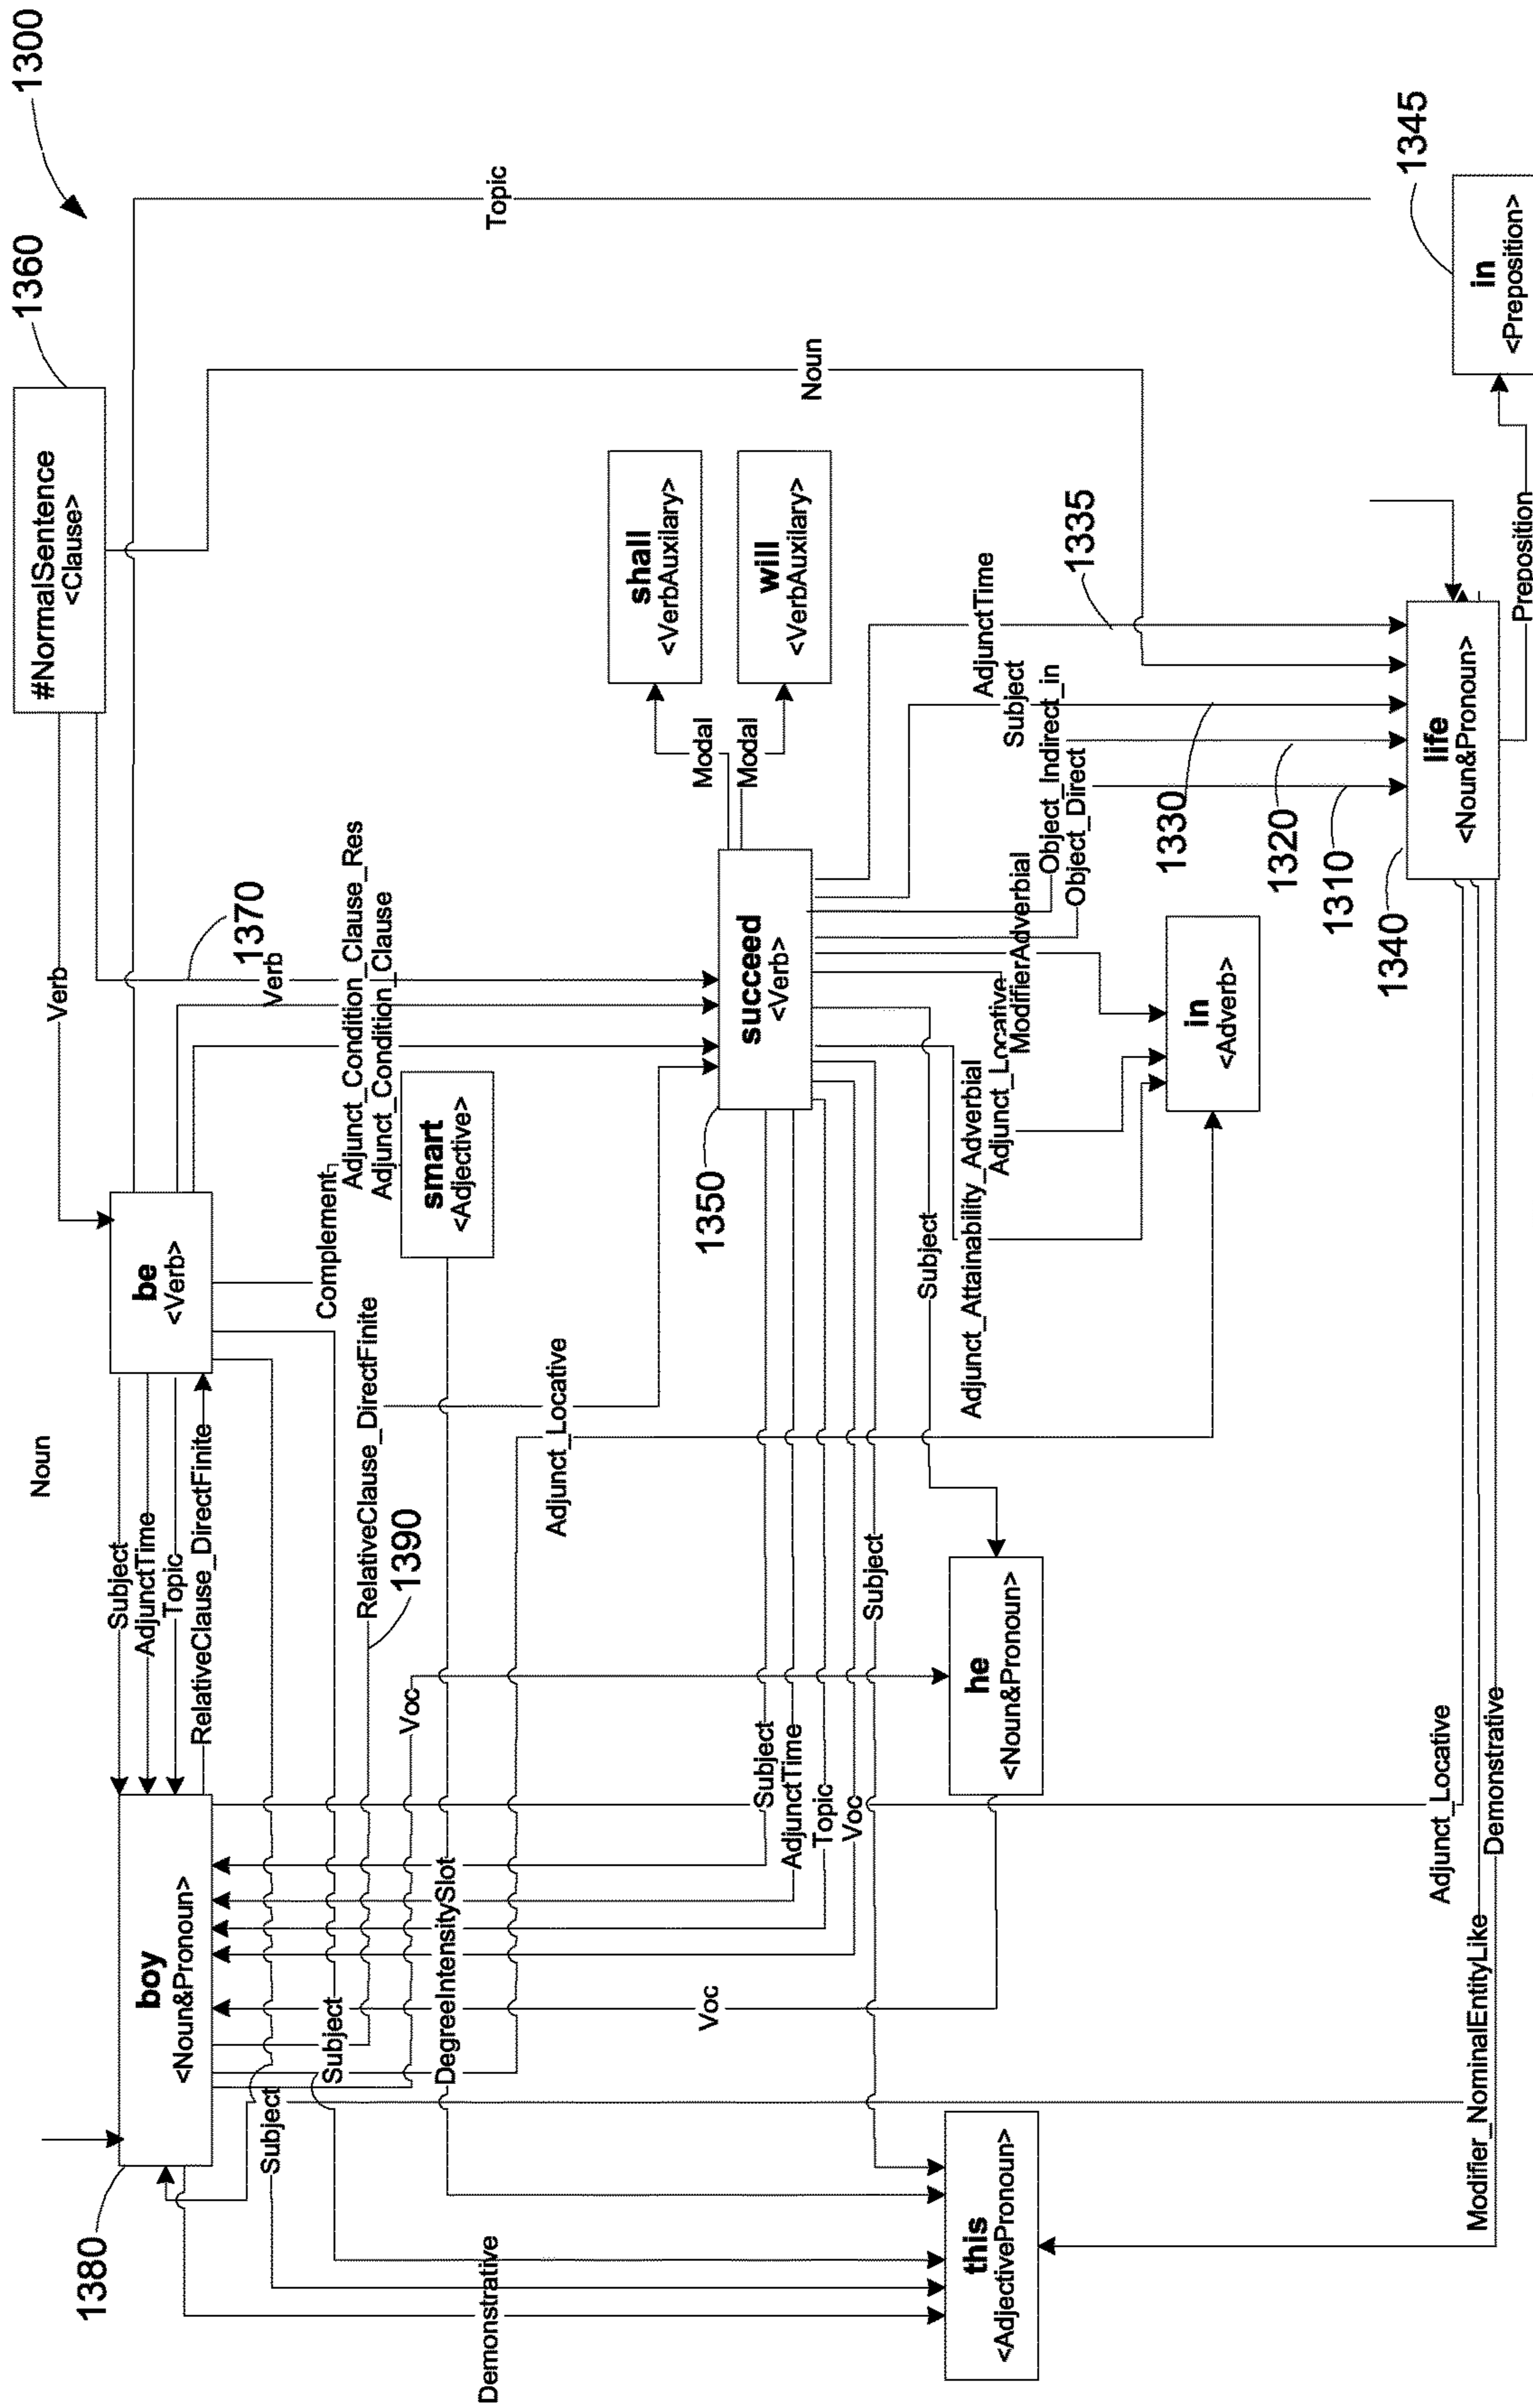 1300
1360
#NormalSentence
<Clause>
Noun
Verb
1380
boy
<Noun&Pronoun>
Subject
AdjunctTime
Topic
RelativeClause_DirectFinite
be
<Verb>
1370
Verb
Subject
Subject
Complement
Adjunct_Condition_Clause_Res
Adjunct_Condition_Clause
RelativeClause_DirectFinite
1390
Voc
smart
<Adjective>
DegreeIntensitySlot
Demonstrative
Topic
Adjunct_Locative
shall
<VerbAuxilary>
Modal
Modal
will
<VerbAuxilary>
1350
succeed
<Verb>
Voc
Subject
AdjunctTime
Topic
Voc
Noun
Subject
Subject
this
<AdjectivePronoun>
he
<Noun&Pronoun>
Adjunct_Attainability_Adverbial
Adjunct_Locative
ModifierAdverbial
AdjunctTime
Subject
Object_Indirect_in
Object_Direct
1335
1330
in
<Adverb>
1320
1310
1340
1345
life
<Noun&Pronoun>
Adjunct_Locative
Modifier_NominalEntityLike
Demonstrative
in
<Preposition>
Preposition